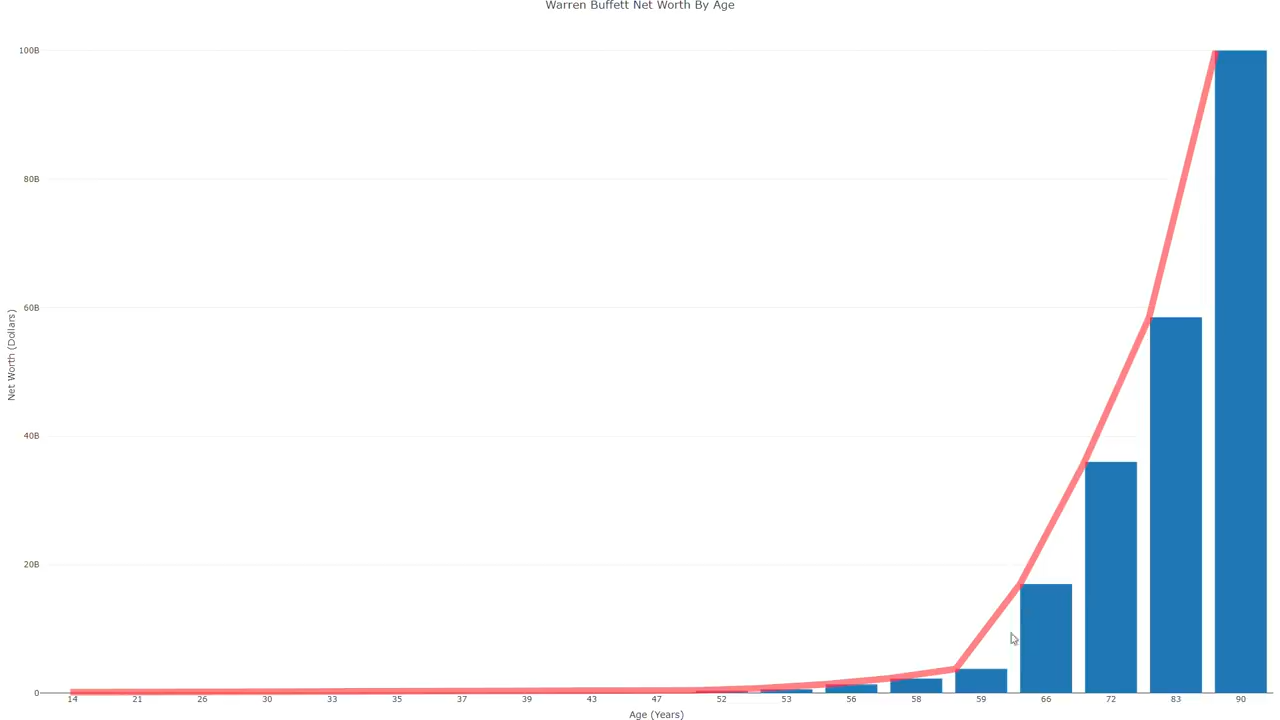 Warren Buffett Net Worth By Age
100B
80B
60B
40B
20B
0
Net Worth (Dollars)
14 21 26 30 33 35 37 39 43 47 52 53 56 58 59 66 72 83 90
Age (Years)